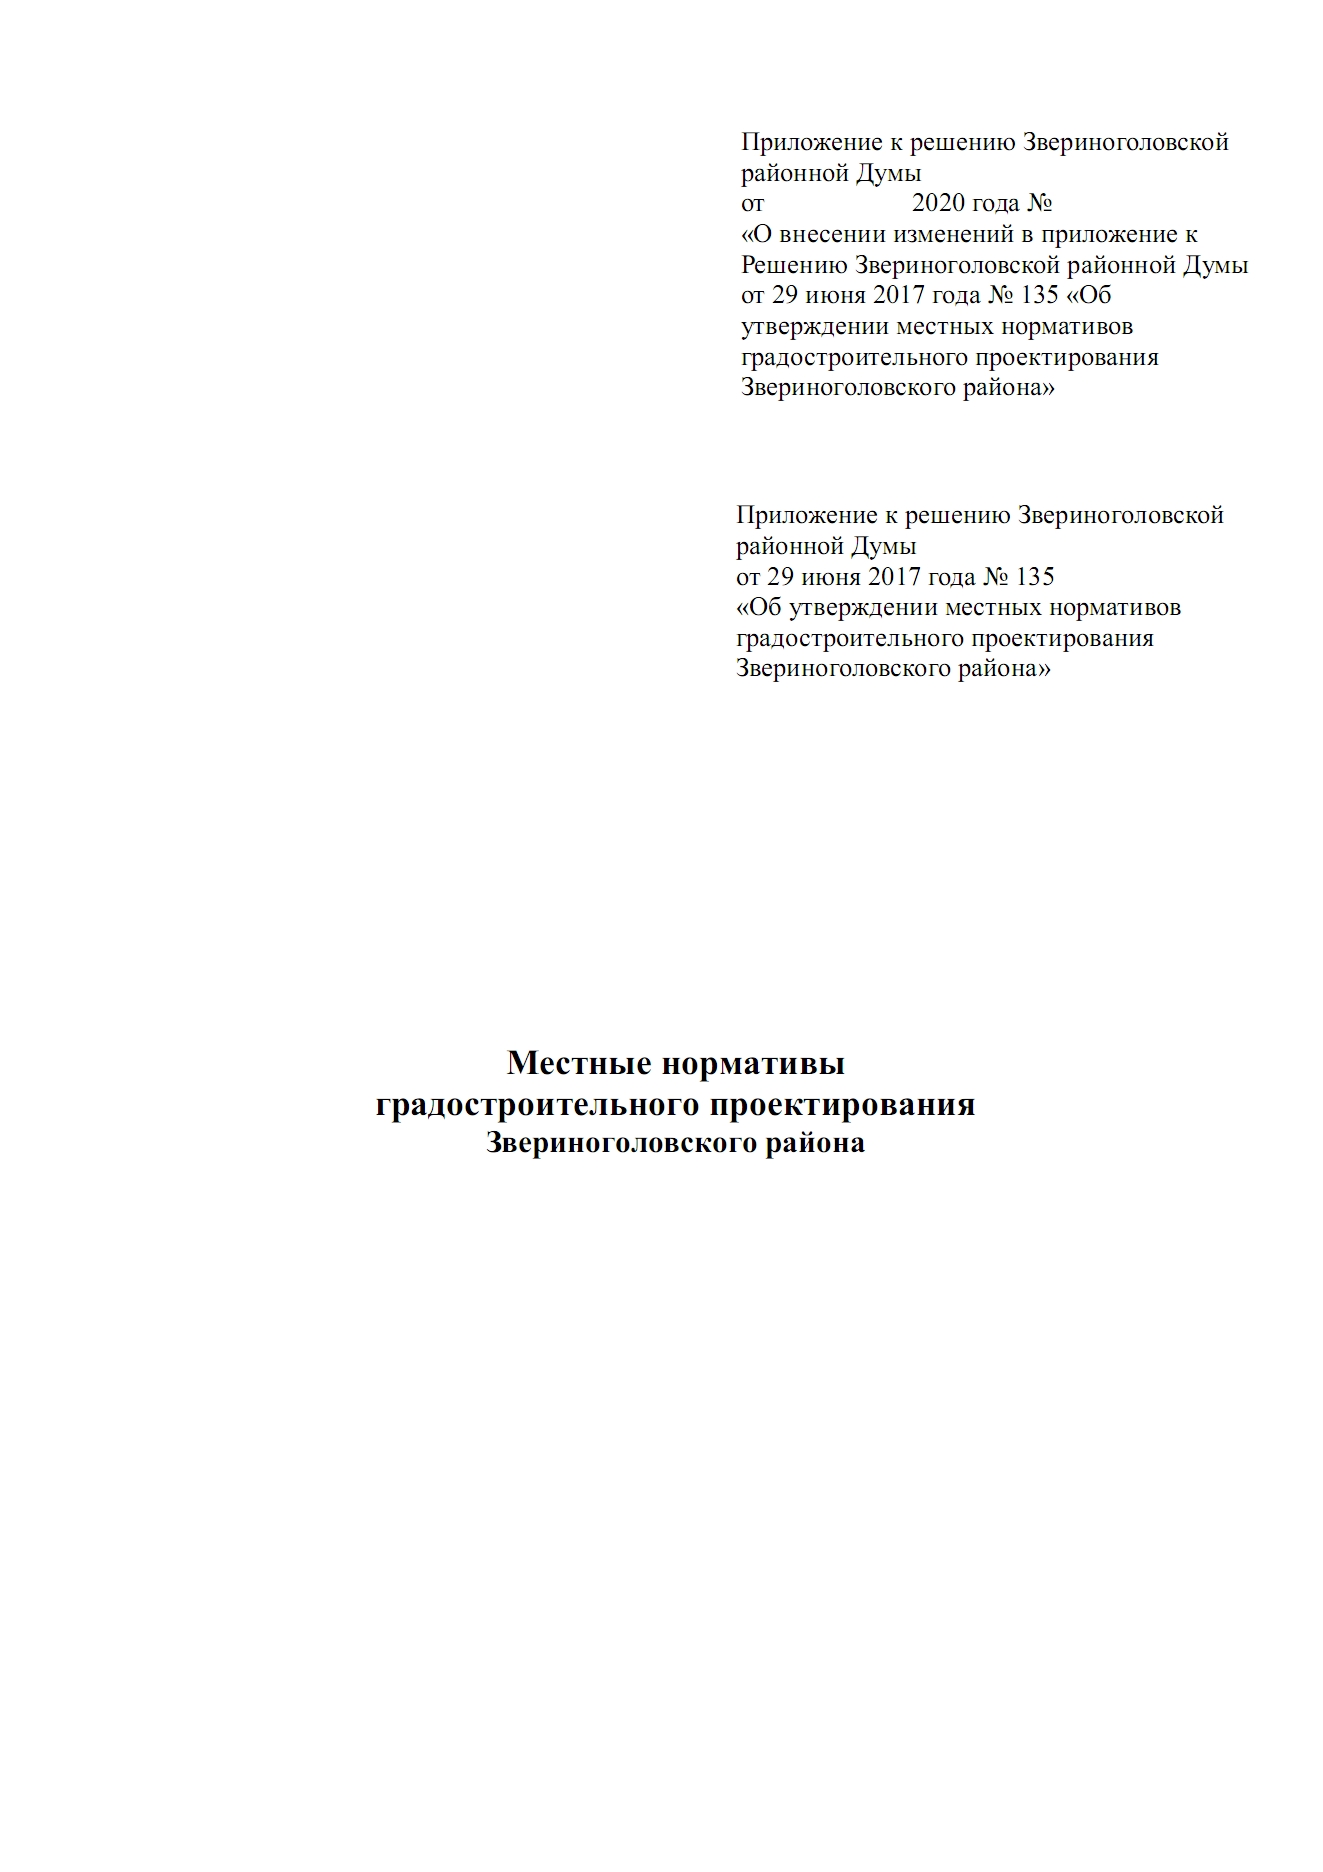 Приложение к решению Звериноголовской
районной Думы
от 2020 года №
«О внесении изменений в приложение к
Решению Звериноголовской районной Думы
от 29 июня 2017 года № 135 «Об
утверждении местных нормативов
градостроительного проектирования
Звериноголовского района»
Приложение к решению Звериноголовской
районной Думы
от 29 июня 2017 года № 135
«Об утверждении местных нормативов
градостроительного проектирования
Звериноголовского района»
Местные нормативы
градостроительного проектирования
Звериноголовского района